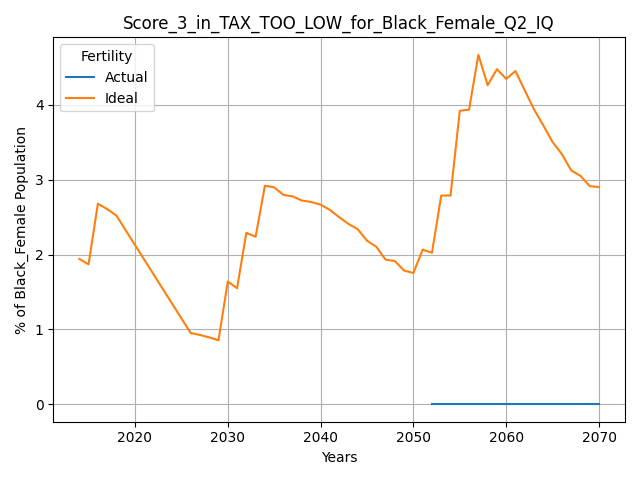 Score_3_in_TAX_TOO_LOW_for_Black_Female_Q2_IQ
Fertility
Actual
Ideal
% of Black_Female Population
4
3
2
1
0
2020 2030 2040 2050 2060 2070
Years